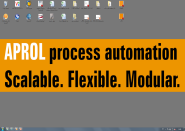 APROL process automation
Scalable. Flexible. Modular.